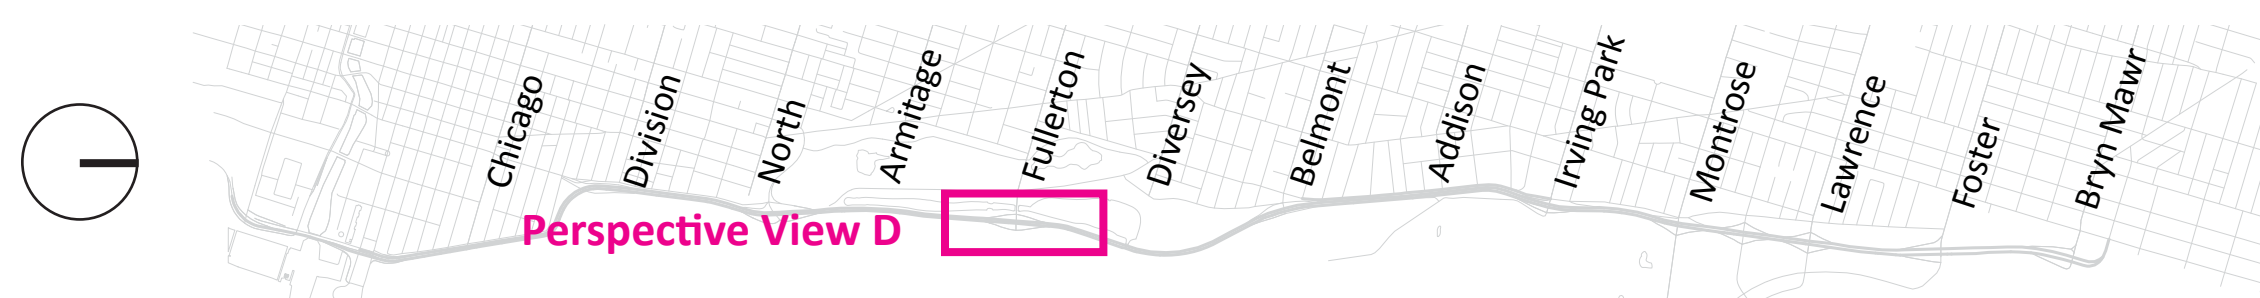 Chicago
Division
North
Armitage
Fullerton
Diversey
Belmont
Addison
Irving Park
Montrose
Lawrence
Foster
Bryn Mawr
Perspective View D